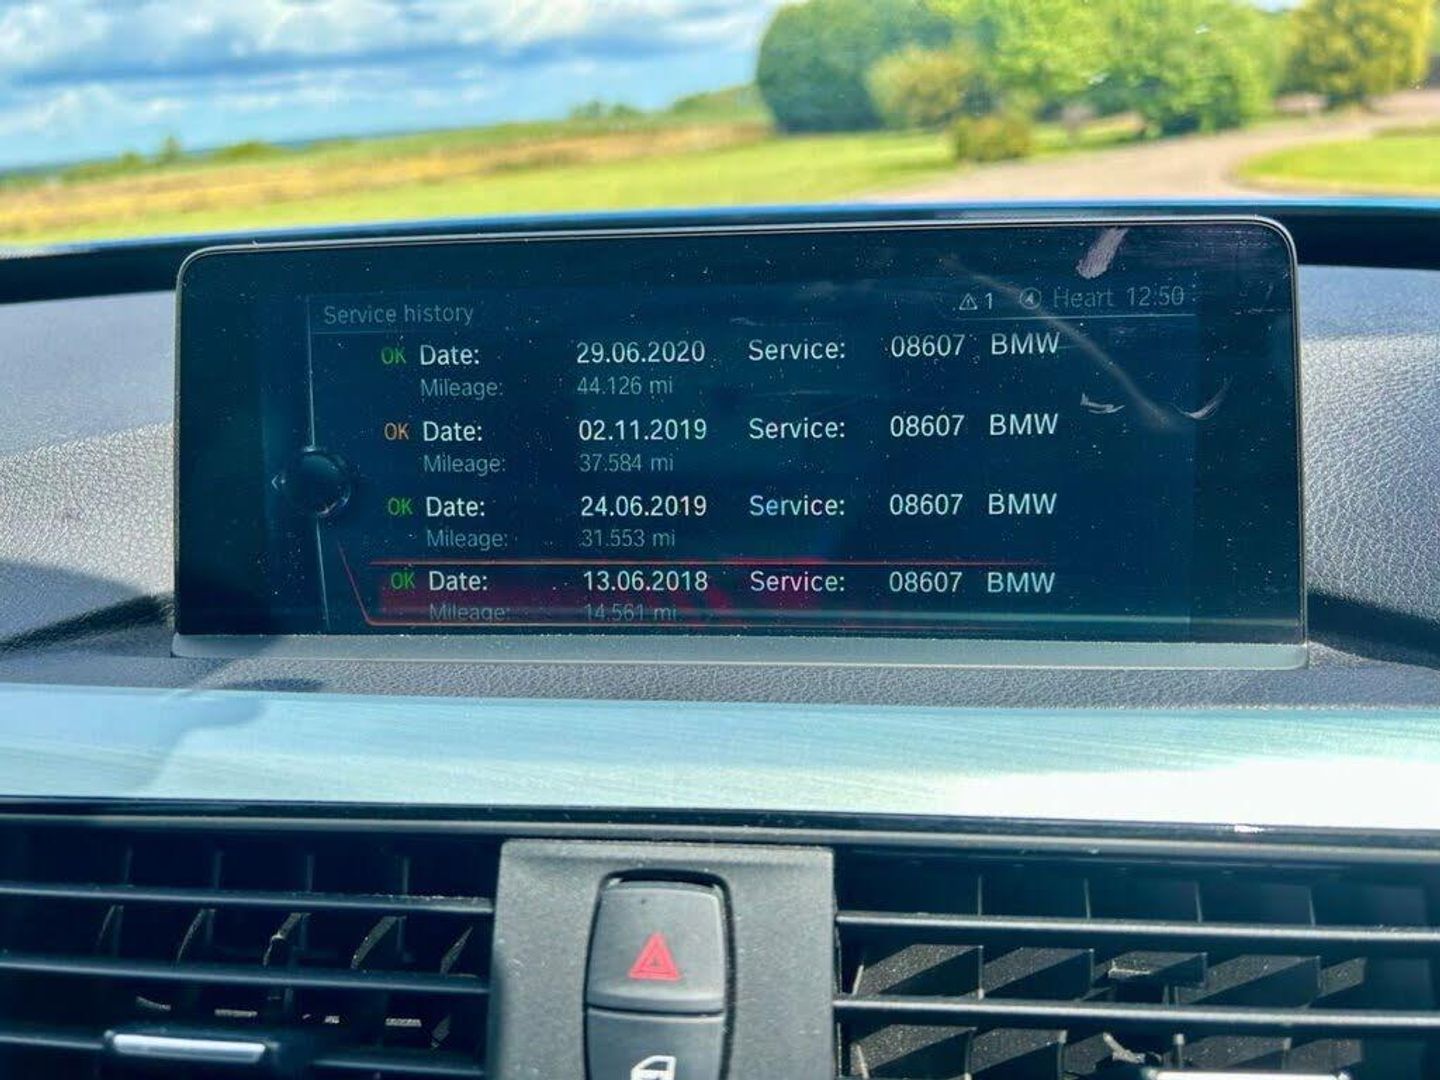 Service history ⚠ 1 Heart 12:50
OK Date: 29.06.2020 Service: 08607 BMW
Mileage: 44.126 mi
OK Date: 02.11.2019 Service: 08607 BMW
Mileage: 37.584 mi
OK Date: 24.06.2019 Service: 08607 BMW
Mileage: 31.553 mi
OK Date: 13.06.2018 Service: 08607 BMW
Mileage: 14.561 mi